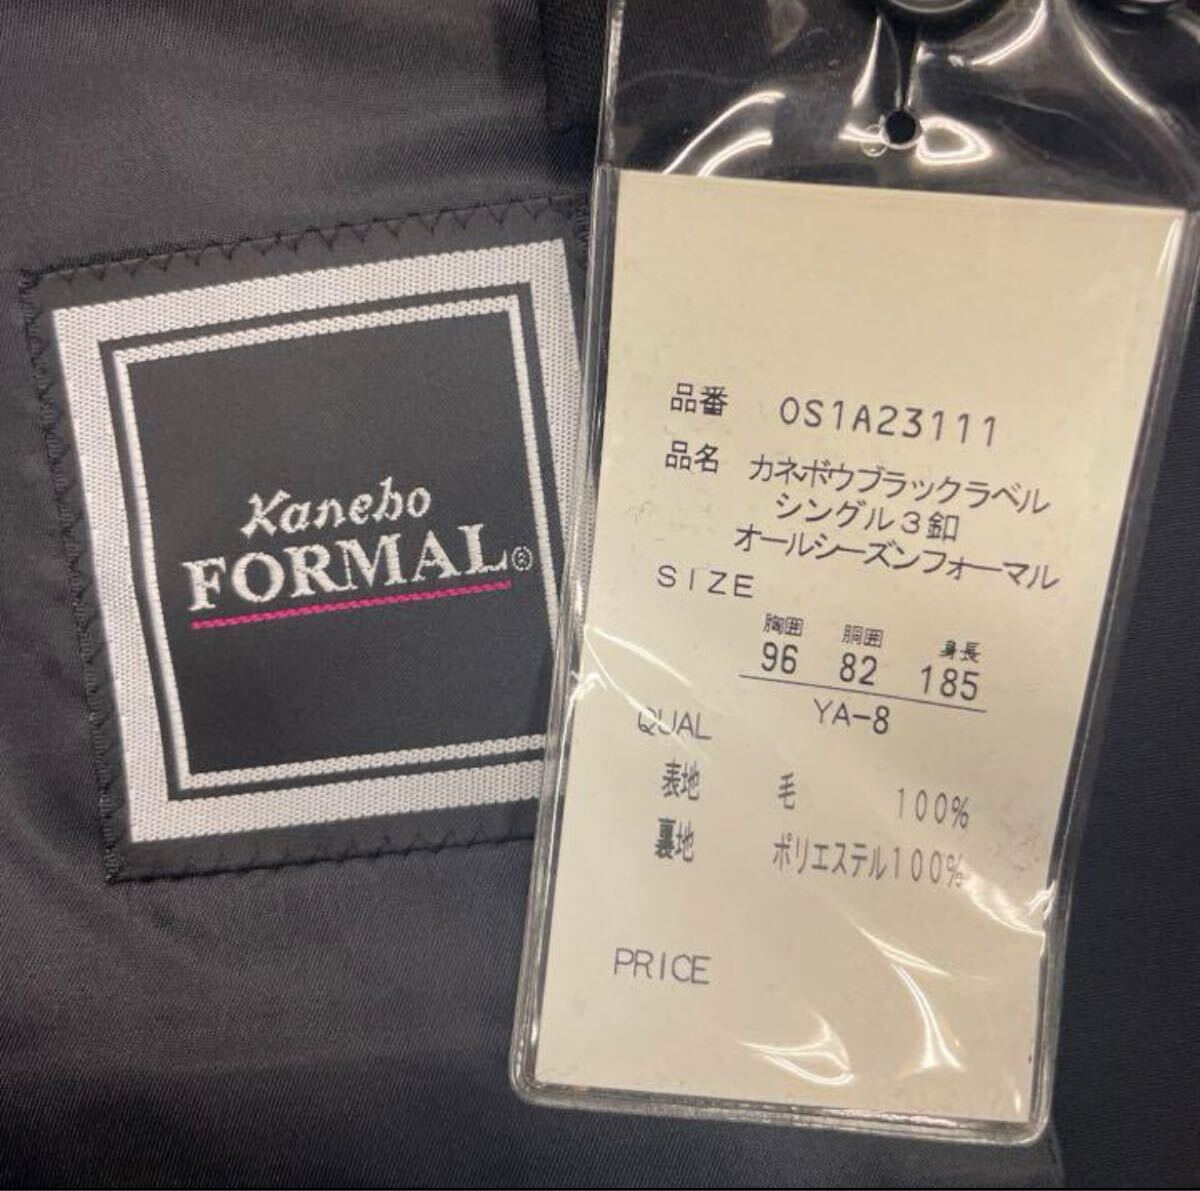 Kanebo
FORMAL®
品番 OS1A23111
品名 カネボウブラックラベル
シングル3釦
オールシーズンフォーマル
SIZE
胸囲 胴囲 身長
96 82 185
YA-8
QUAL
表地 毛 100%
裏地 ポリエステル100%
PRICE